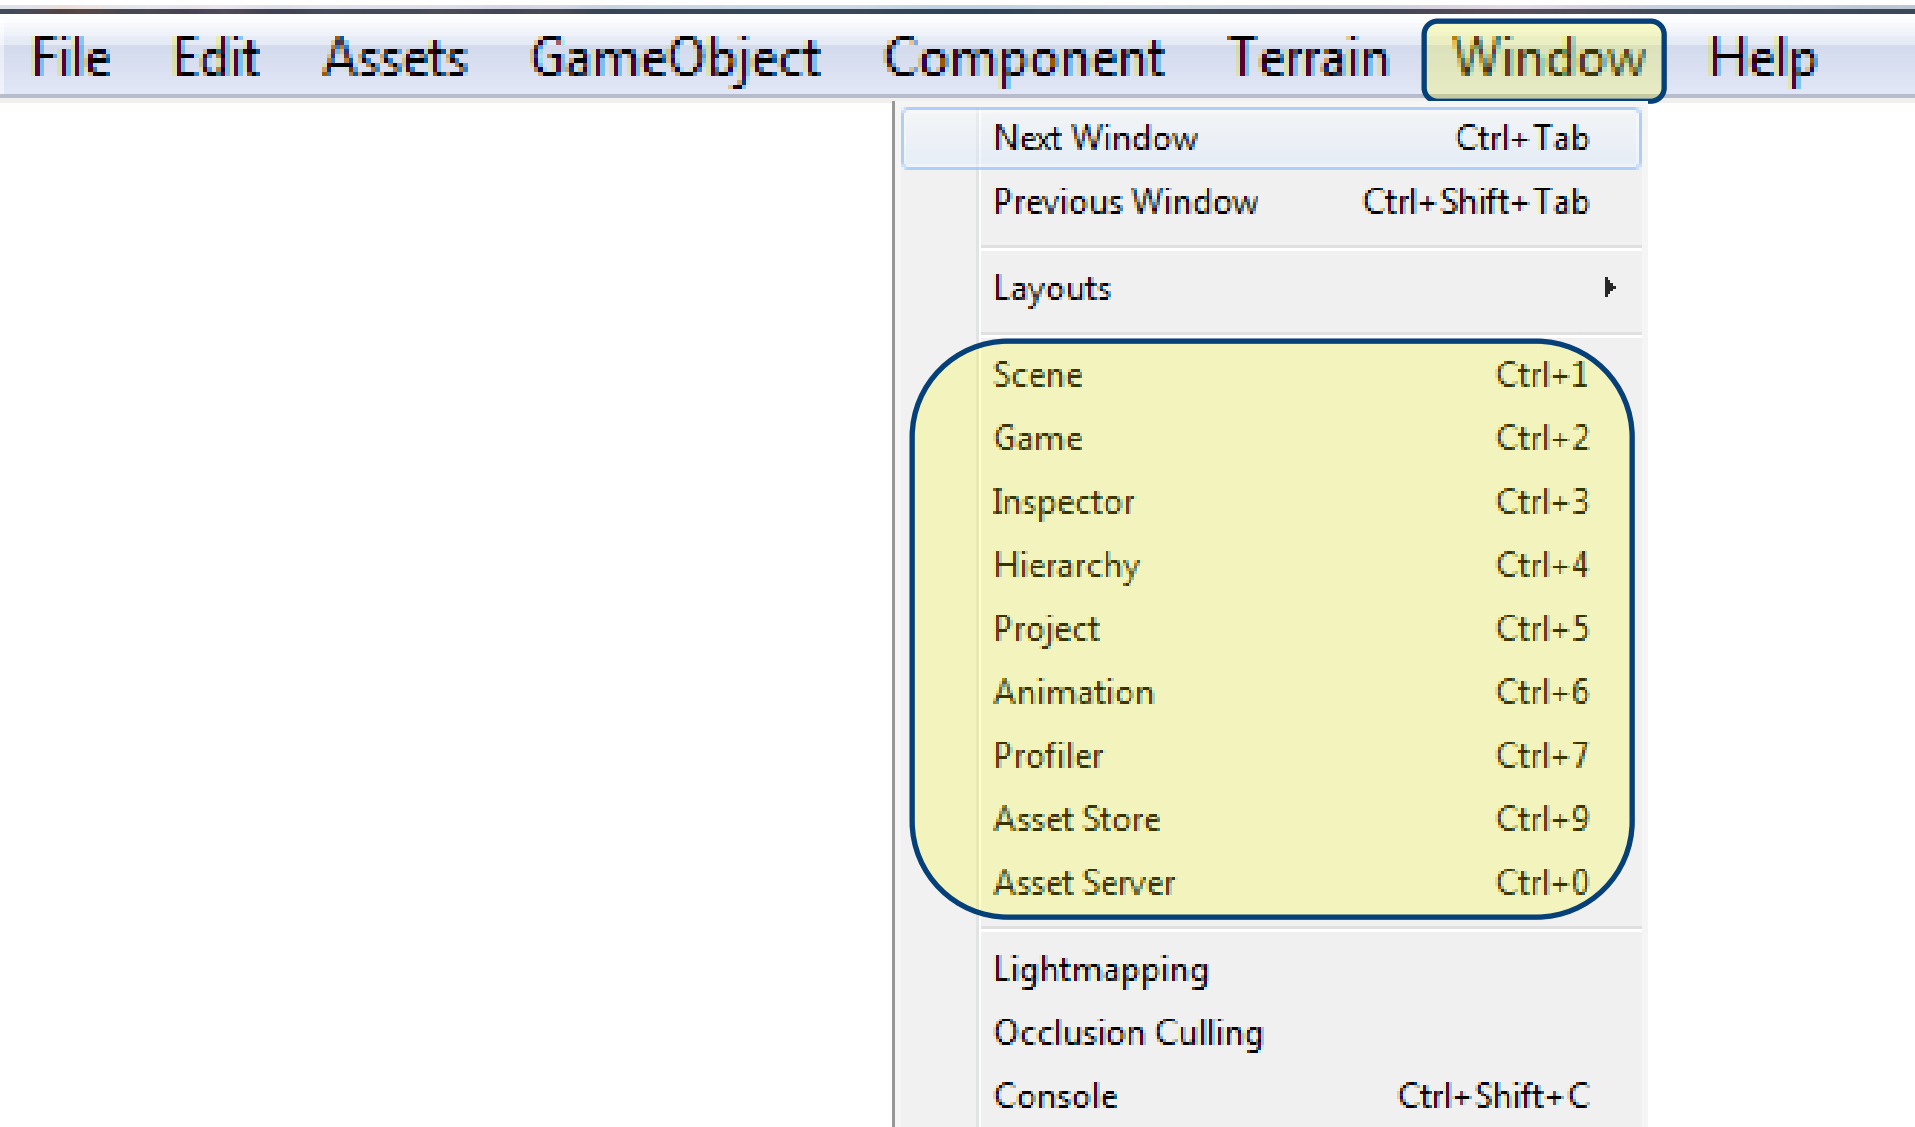 File Edit Assets GameObject Component Terrain Window Help
Next Window Ctrl+Tab
Previous Window Ctrl+Shift+Tab
Layouts
Scene Ctrl+1
Game Ctrl+2
Inspector Ctrl+3
Hierarchy Ctrl+4
Project Ctrl+5
Animation Ctrl+6
Profiler Ctrl+7
Asset Store Ctrl+9
Asset Server Ctrl+0
Lightmapping
Occlusion Culling
Console Ctrl+Shift+C